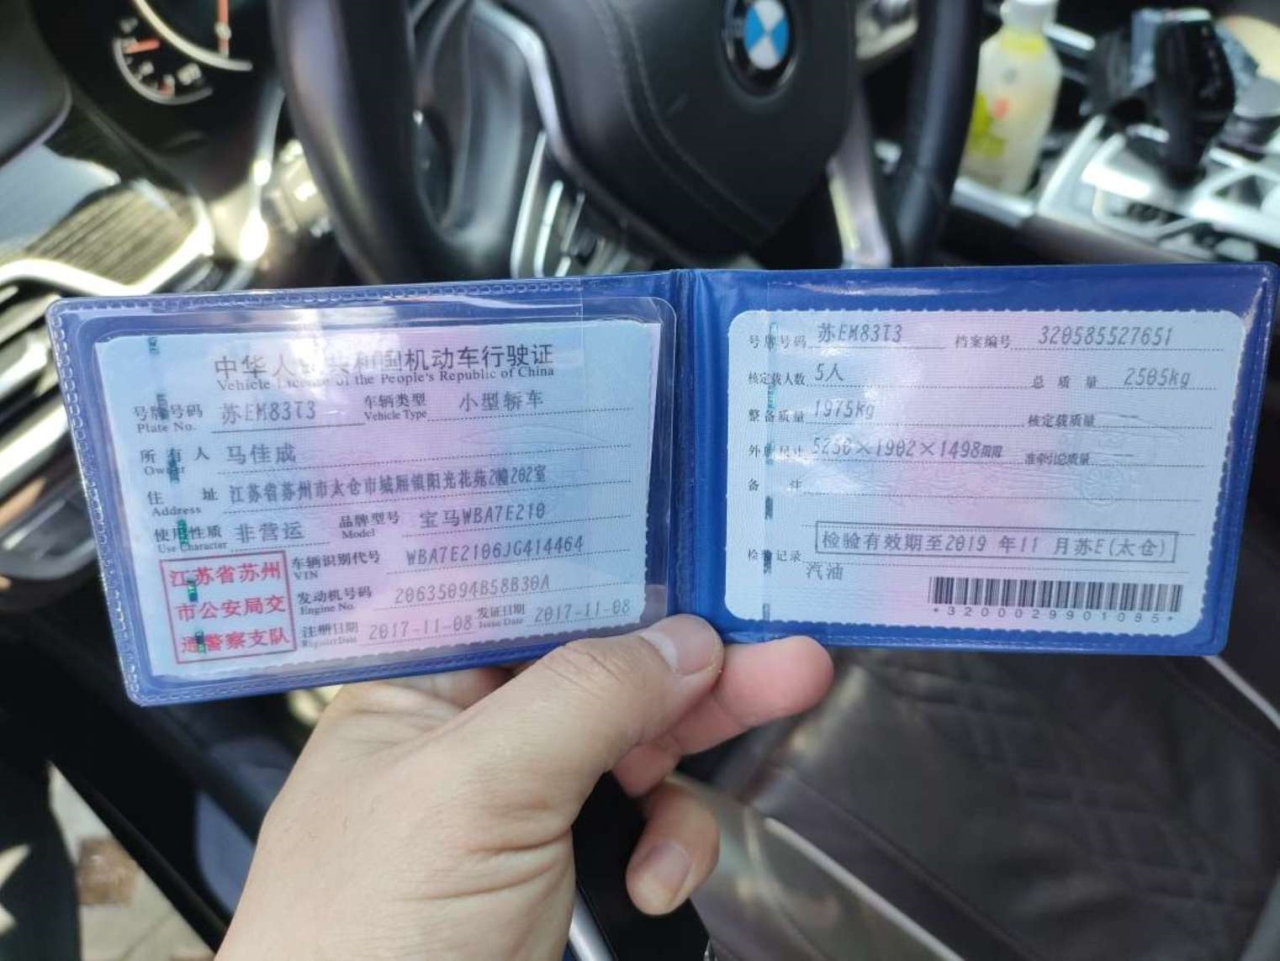 中华人民共和国机动车行驶证
Vehicle License of the People's Republic of China
号牌号码 苏EM83T3 车辆类型 小型轿车
Plate No. Vehicle Type
所有人 马佳成
Owner
住址 江苏省苏州市太仓市城厢镇阳光花苑2幢202室
Address
使用性质 非营运 品牌型号 宝马WBA7E210
Use Character Model
江苏省苏州
市公安局交
通警察支队
车辆识别代号 WBA7E2106JG414464
VIN
发动机号码 20635094B58B30A
Engine No.
注册日期 2017-11-08 发证日期 2017-11-08
Register Date Issue Date
号牌号码 苏EM83T3 档案编号 320585527651
核定载人数 5人 总质量 2505kg
整备质量 1975kg 核定载质量
外廓尺寸 5250×1902×1498 准牵引总质量
备注
检验有效期至2019 年11 月苏E(太仓)
检验记录
汽油
*3200029901085*